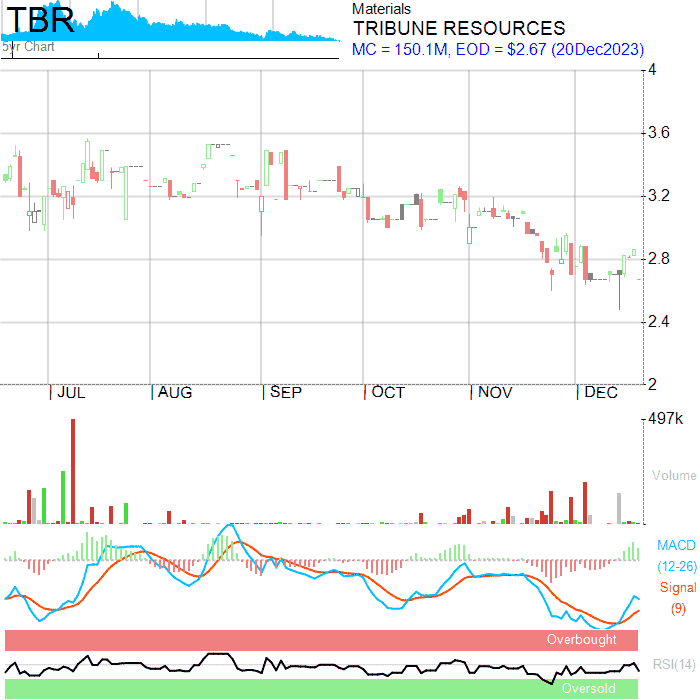 TBR
5yr Chart
Materials
TRIBUNE RESOURCES
MC = 150.1M, EOD = $2.67 (20Dec2023)
4
3.6
3.2
2.8
2.4
2
JUL AUG SEP OCT NOV DEC
497k
Volume
MACD
(12-26)
Signal
(9)
Overbought
RSI(14)
Oversold